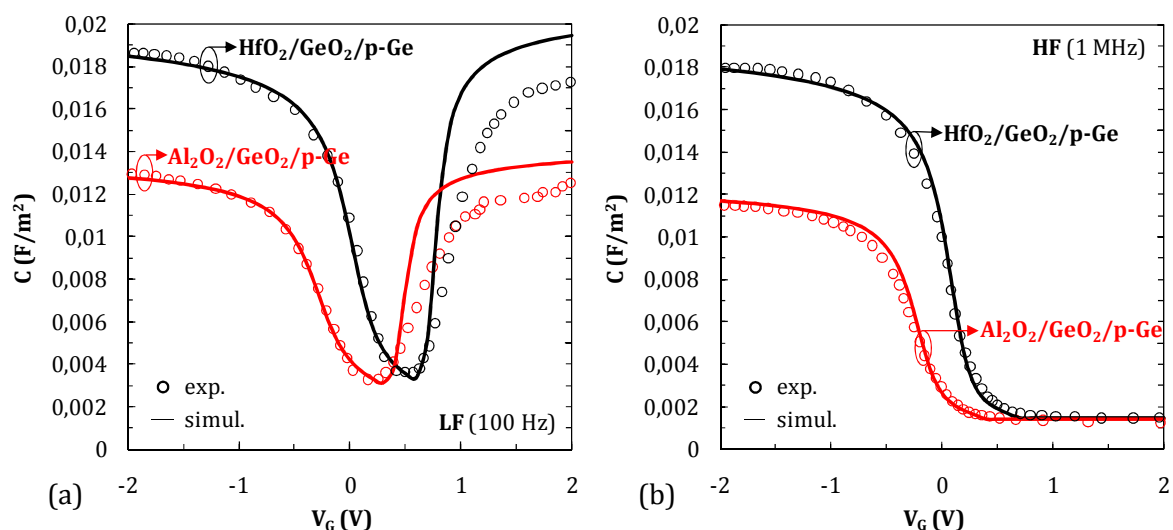 0,02
0,018
0,016
0,014
0,012
0,01
0,008
0,006
0,004
0,002
0
C (F/m²)
HfO₂/GeO₂/p-Ge
Al₂O₂/GeO₂/p-Ge
exp.
simul.
LF (100 Hz)
-2 -1 0 1 2
(a)
V_G (V)
0,02
0,018
0,016
0,014
0,012
0,01
0,008
0,006
0,004
0,002
0
C (F/m²)
HF (1 MHz)
HfO₂/GeO₂/p-Ge
Al₂O₂/GeO₂/p-Ge
exp.
simul.
-2 -1 0 1 2
(b)
V_G (V)